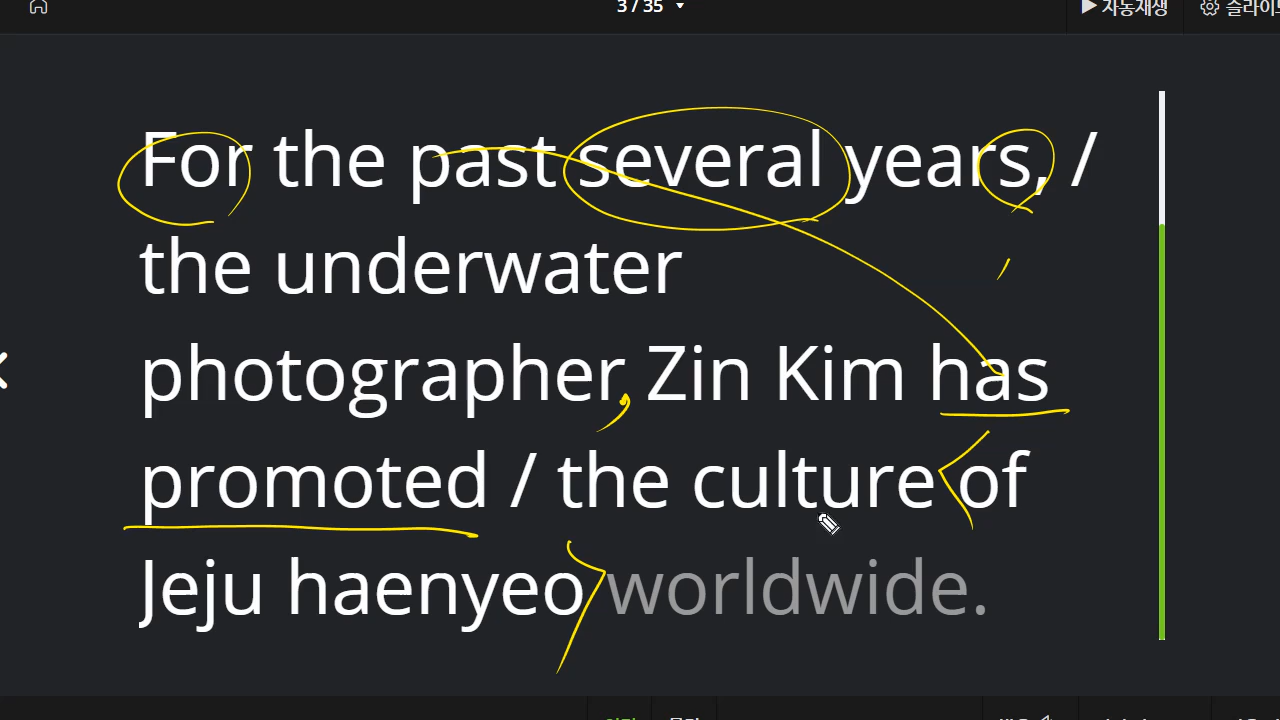 3 / 35
자동재생
For the past several years, /
the underwater
photographer, Zin Kim has
promoted / the culture of
Jeju haenyeo worldwide.